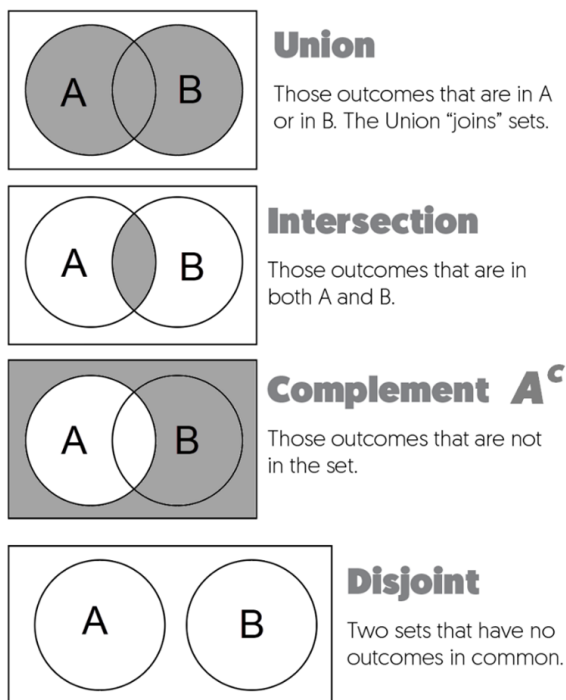 A B
Union
Those outcomes that are in A
or in B. The Union “joins” sets.
A B
Intersection
Those outcomes that are in
both A and B.
A B
Complement Aᶜ
Those outcomes that are not
in the set.
A B
Disjoint
Two sets that have no
outcomes in common.